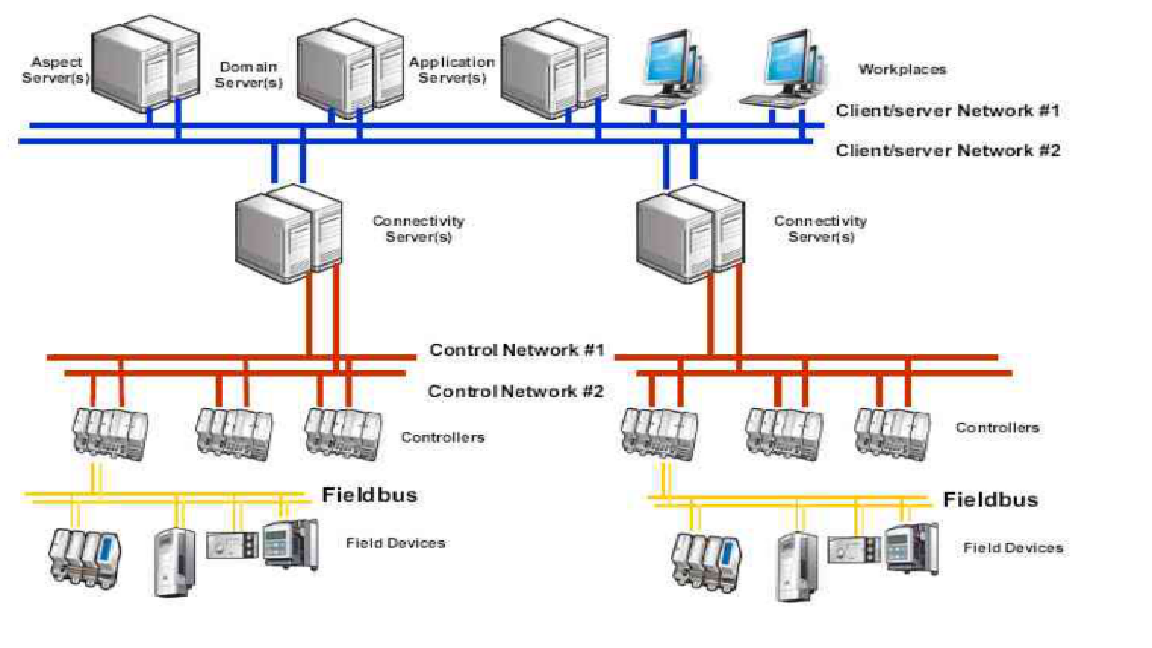 Aspect
Server(s)
Domain
Server(s)
Application
Server(s)
Workplaces
Client/server Network #1
Client/server Network #2
Connectivity
Server(s)
Connectivity
Server(s)
Control Network #1
Control Network #2
Controllers
Controllers
Fieldbus
Fieldbus
Field Devices
Field Devices